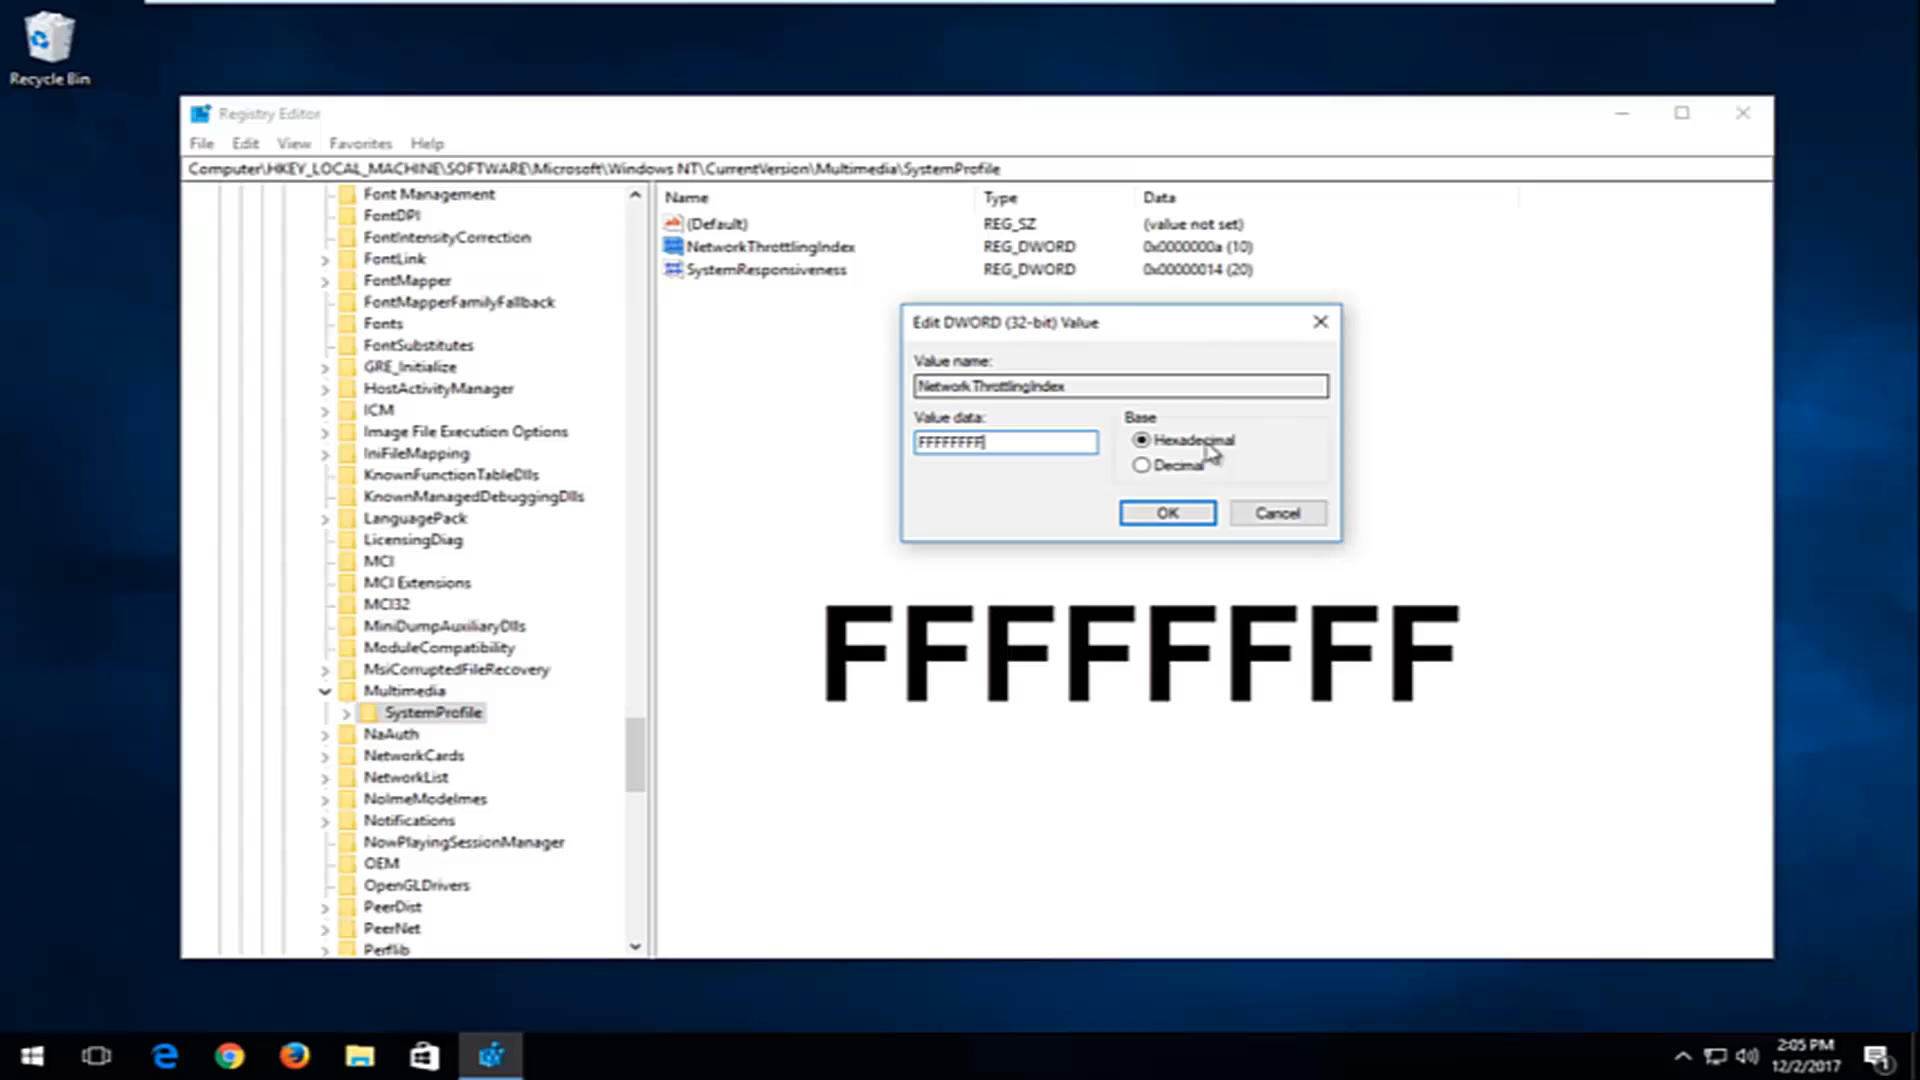 Recycle Bin
Registry Editor
File Edit View Favorites Help
Computer\HKEY_LOCAL_MACHINE\SOFTWARE\Microsoft\Windows NT\CurrentVersion\Multimedia\SystemProfile
Font Management
FontDPI
FontIntensityCorrection
FontLink
FontMapper
FontMapperFamilyFallback
Fonts
FontSubstitutes
GRE_Initialize
HostActivityManager
ICM
Image File Execution Options
IniFileMapping
KnownFunctionTableDlls
KnownManagedDebuggingDlls
LanguagePack
LicensingDiag
MCI
MCI Extensions
MCI32
MiniDumpAuxiliaryDlls
ModuleCompatibility
MsiCorruptedFileRecovery
Multimedia
SystemProfile
NaAuth
NetworkCards
NetworkList
NoImeModeImes
Notifications
NowPlayingSessionManager
OEM
OpenGLDrivers
PeerDist
PeerNet
Perflib
Name Type Data
(Default) REG_SZ (value not set)
NetworkThrottlingIndex REG_DWORD 0x0000000a (10)
SystemResponsiveness REG_DWORD 0x00000014 (20)
Edit DWORD (32-bit) Value
Value name:
NetworkThrottlingIndex
Value data: Base
FFFFFFFF Hexadecimal
Decimal
OK Cancel
FFFFFFFF
2:05 PM
12/2/2017
1